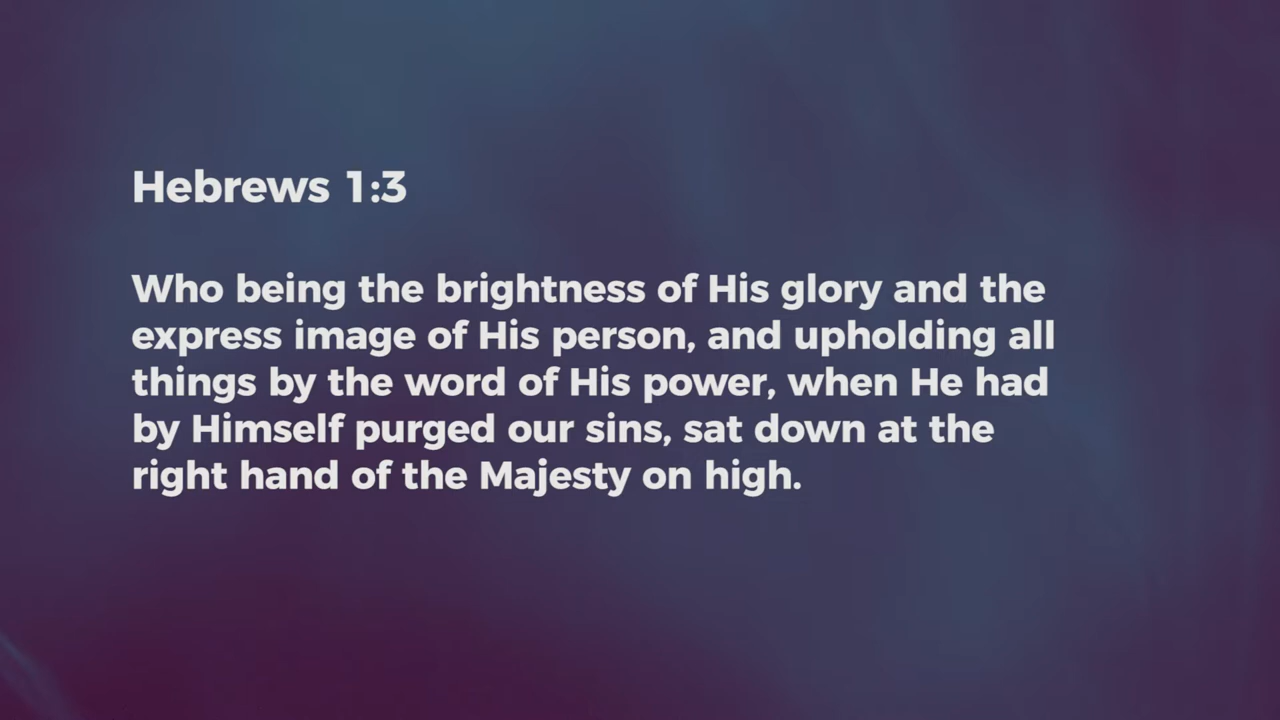 Hebrews 1:3
Who being the brightness of His glory and the
express image of His person, and upholding all
things by the word of His power, when He had
by Himself purged our sins, sat down at the
right hand of the Majesty on high.